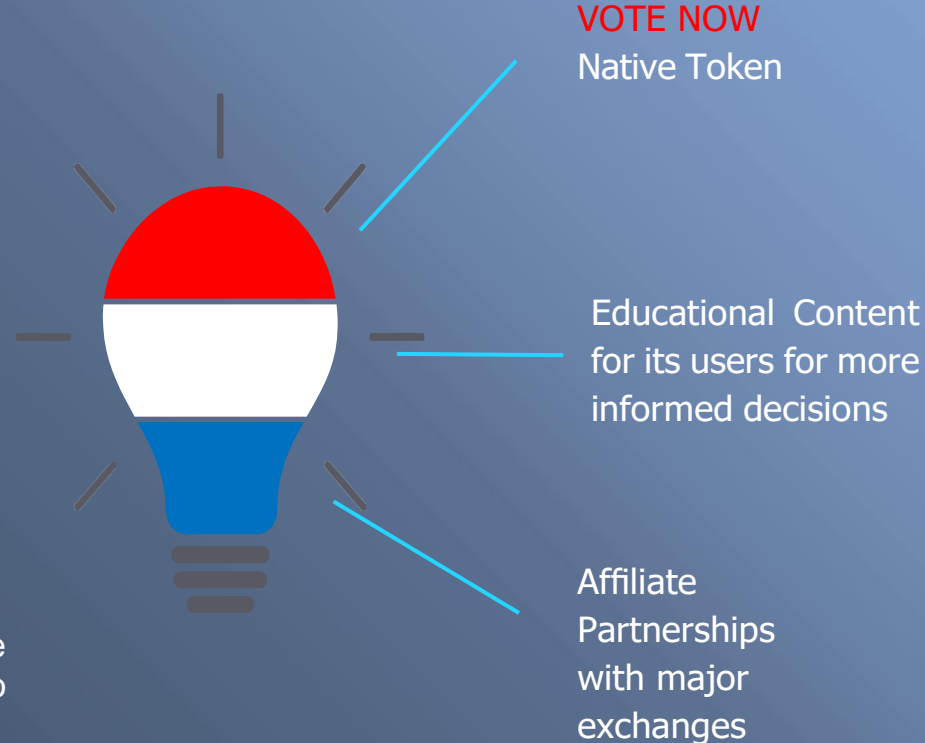 VOTE NOW
Native Token
Educational Content
for its users for more
informed decisions
Affiliate
Partnerships
with major
exchanges